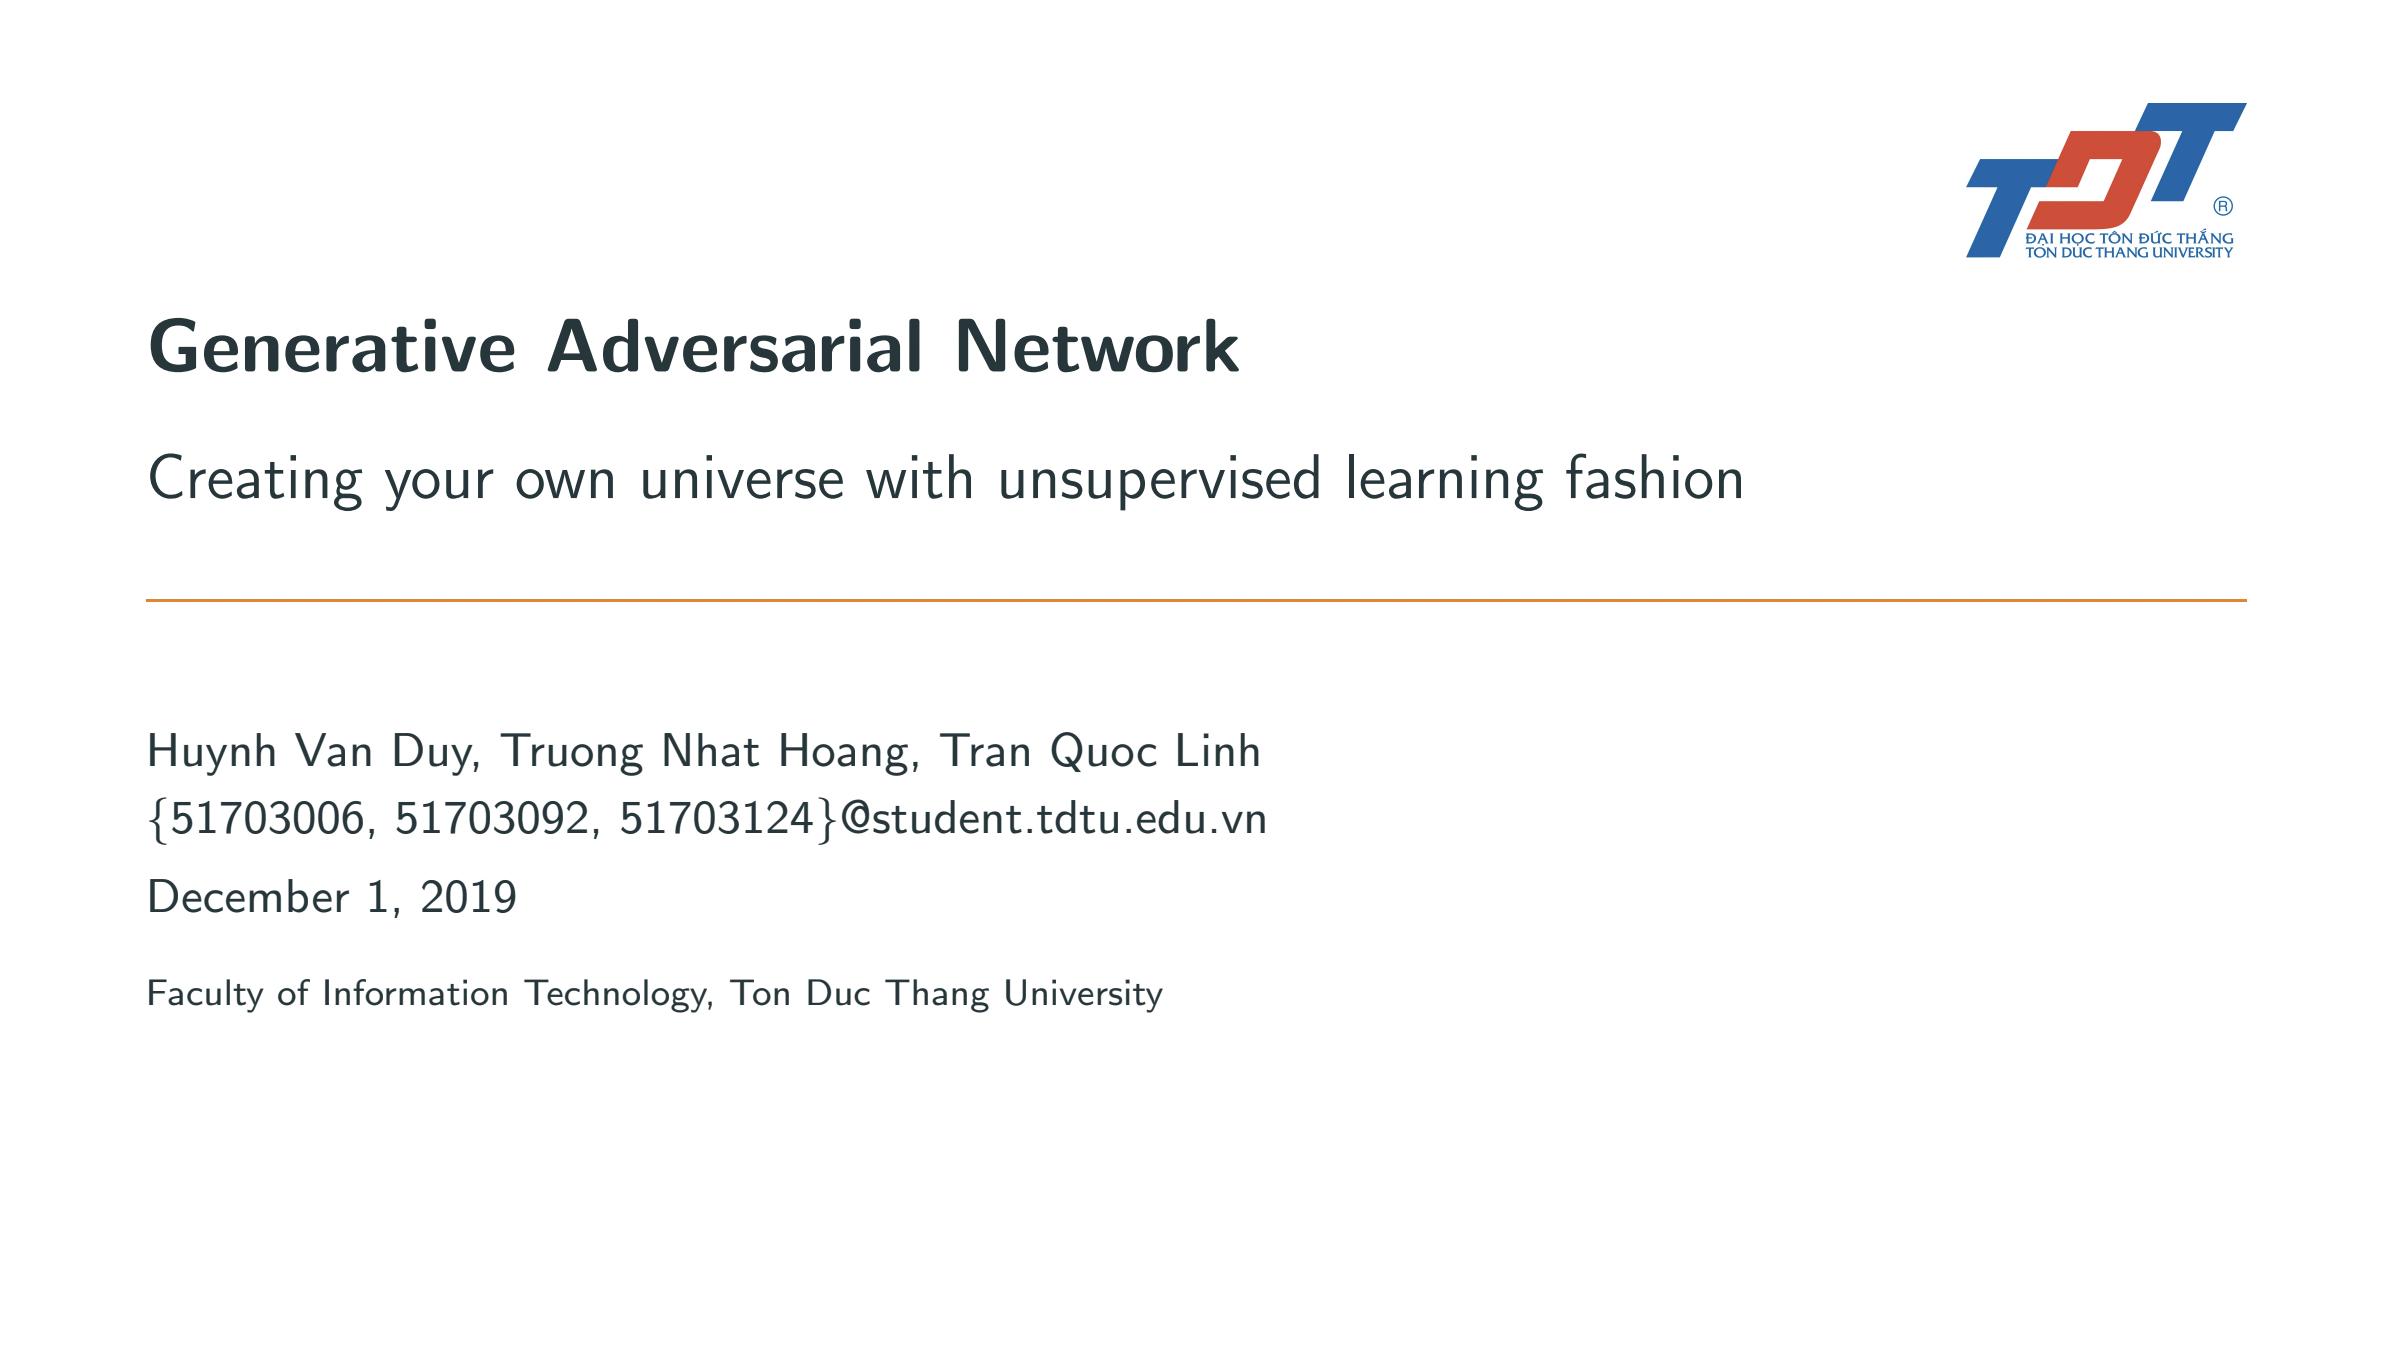 TDT
®
ĐẠI HỌC TÔN ĐỨC THẮNG
TON DUC THANG UNIVERSITY
Generative Adversarial Network
Creating your own universe with unsupervised learning fashion
Huynh Van Duy, Truong Nhat Hoang, Tran Quoc Linh
{51703006, 51703092, 51703124}@student.tdtu.edu.vn
December 1, 2019
Faculty of Information Technology, Ton Duc Thang University